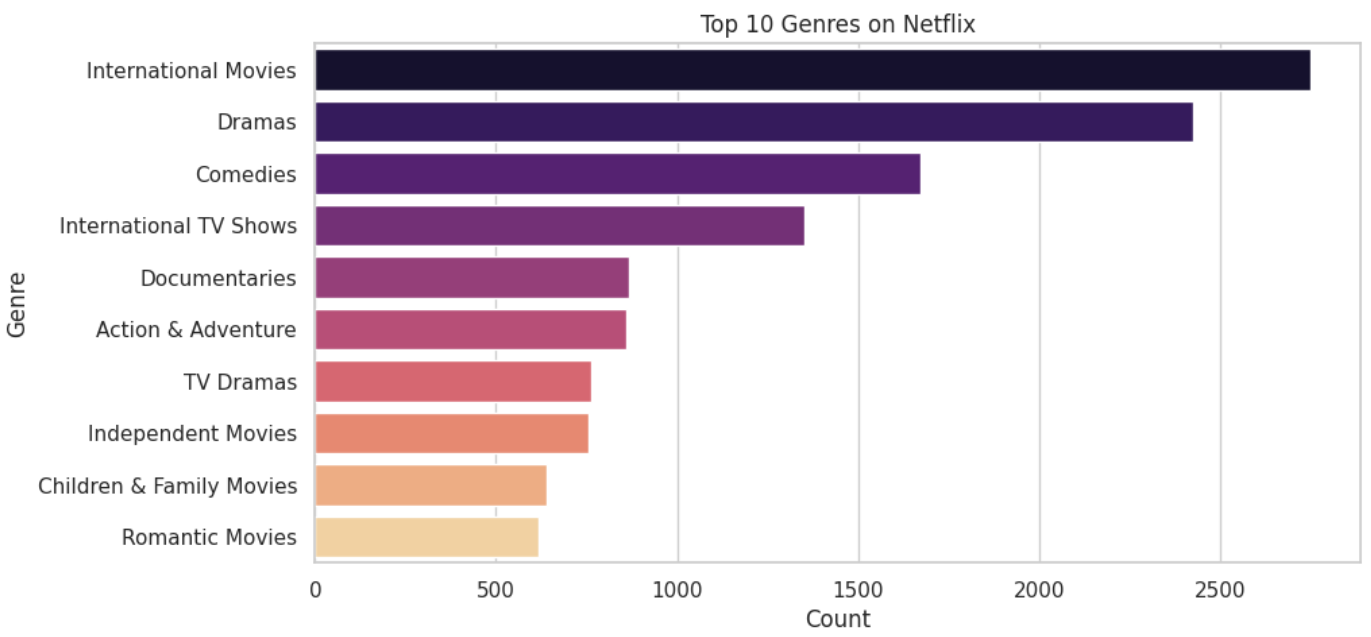 Top 10 Genres on Netflix
International Movies
Dramas
Comedies
International TV Shows
Documentaries
Action & Adventure
TV Dramas
Independent Movies
Children & Family Movies
Romantic Movies
Genre
0 500 1000 1500 2000 2500
Count